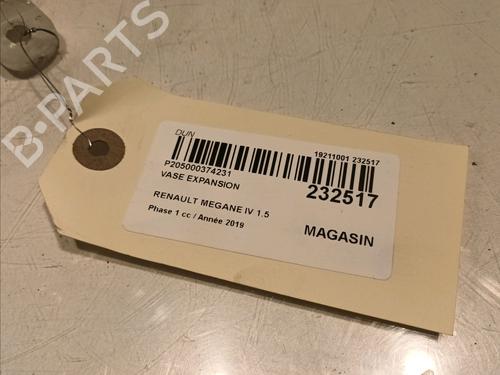 B-PARTS
DUN
19211001 232517
P205000374231
VASE EXPANSION
232517
RENAULT MEGANE IV 1.5
Phase 1 cc / Année 2019
MAGASIN